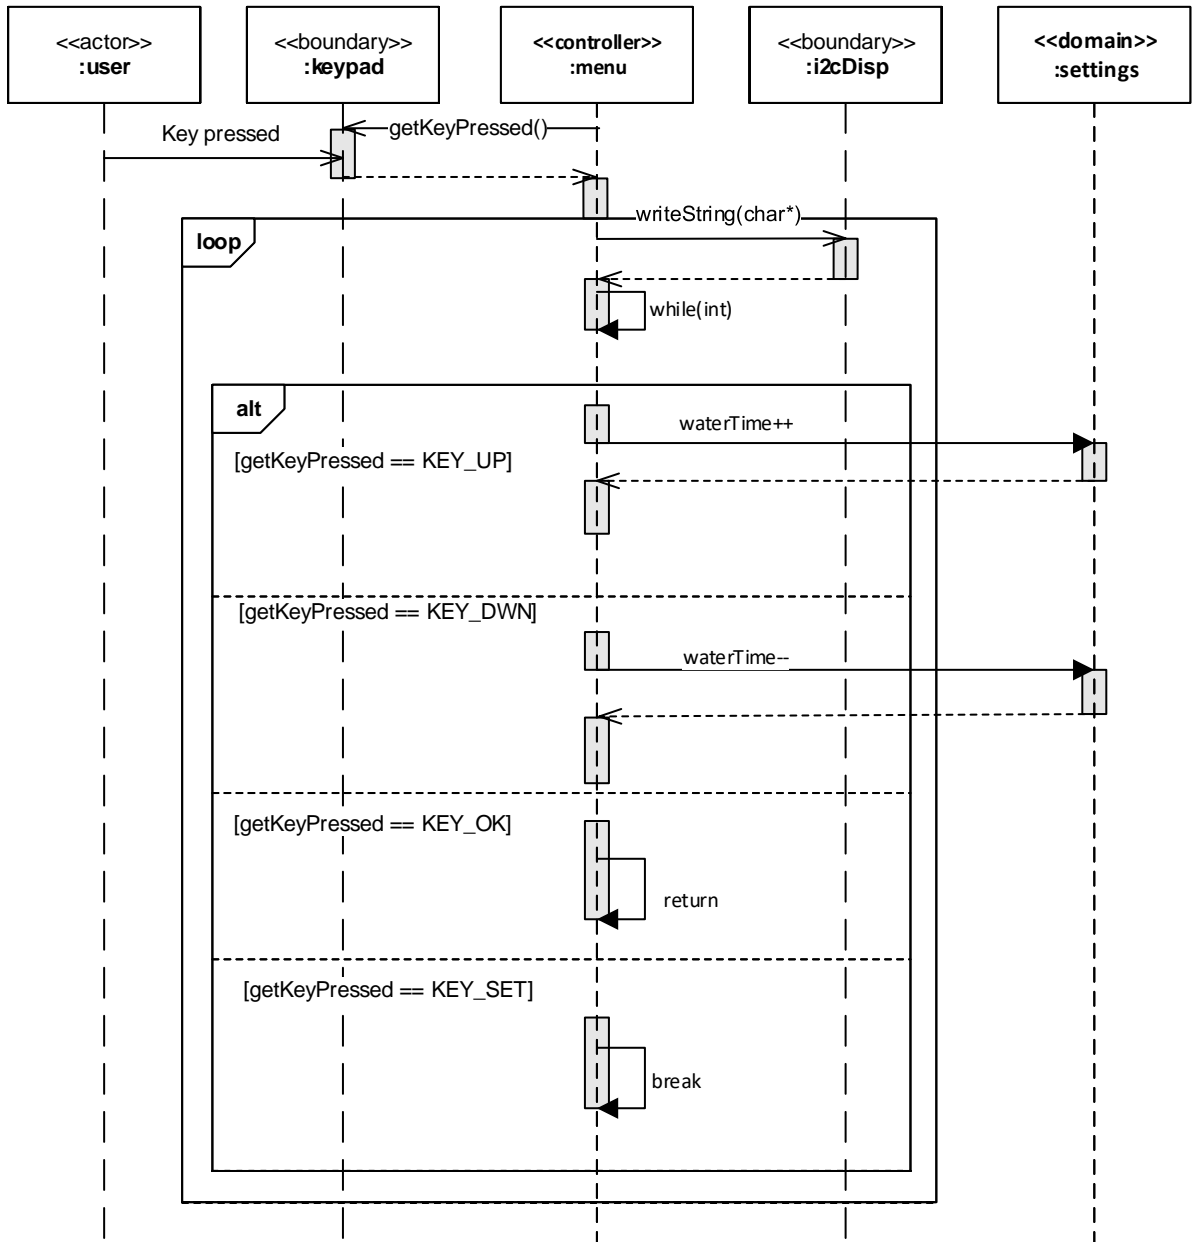 <<actor>>
:user
<<boundary>>
:keypad
<<controller>>
:menu
<<boundary>>
:i2cDisp
<<domain>>
:settings
getKeyPressed()
Key pressed
writeString(char*)
loop
while(int)
alt
waterTime++
[getKeyPressed == KEY_UP]
[getKeyPressed == KEY_DWN]
waterTime--
[getKeyPressed == KEY_OK]
return
[getKeyPressed == KEY_SET]
break